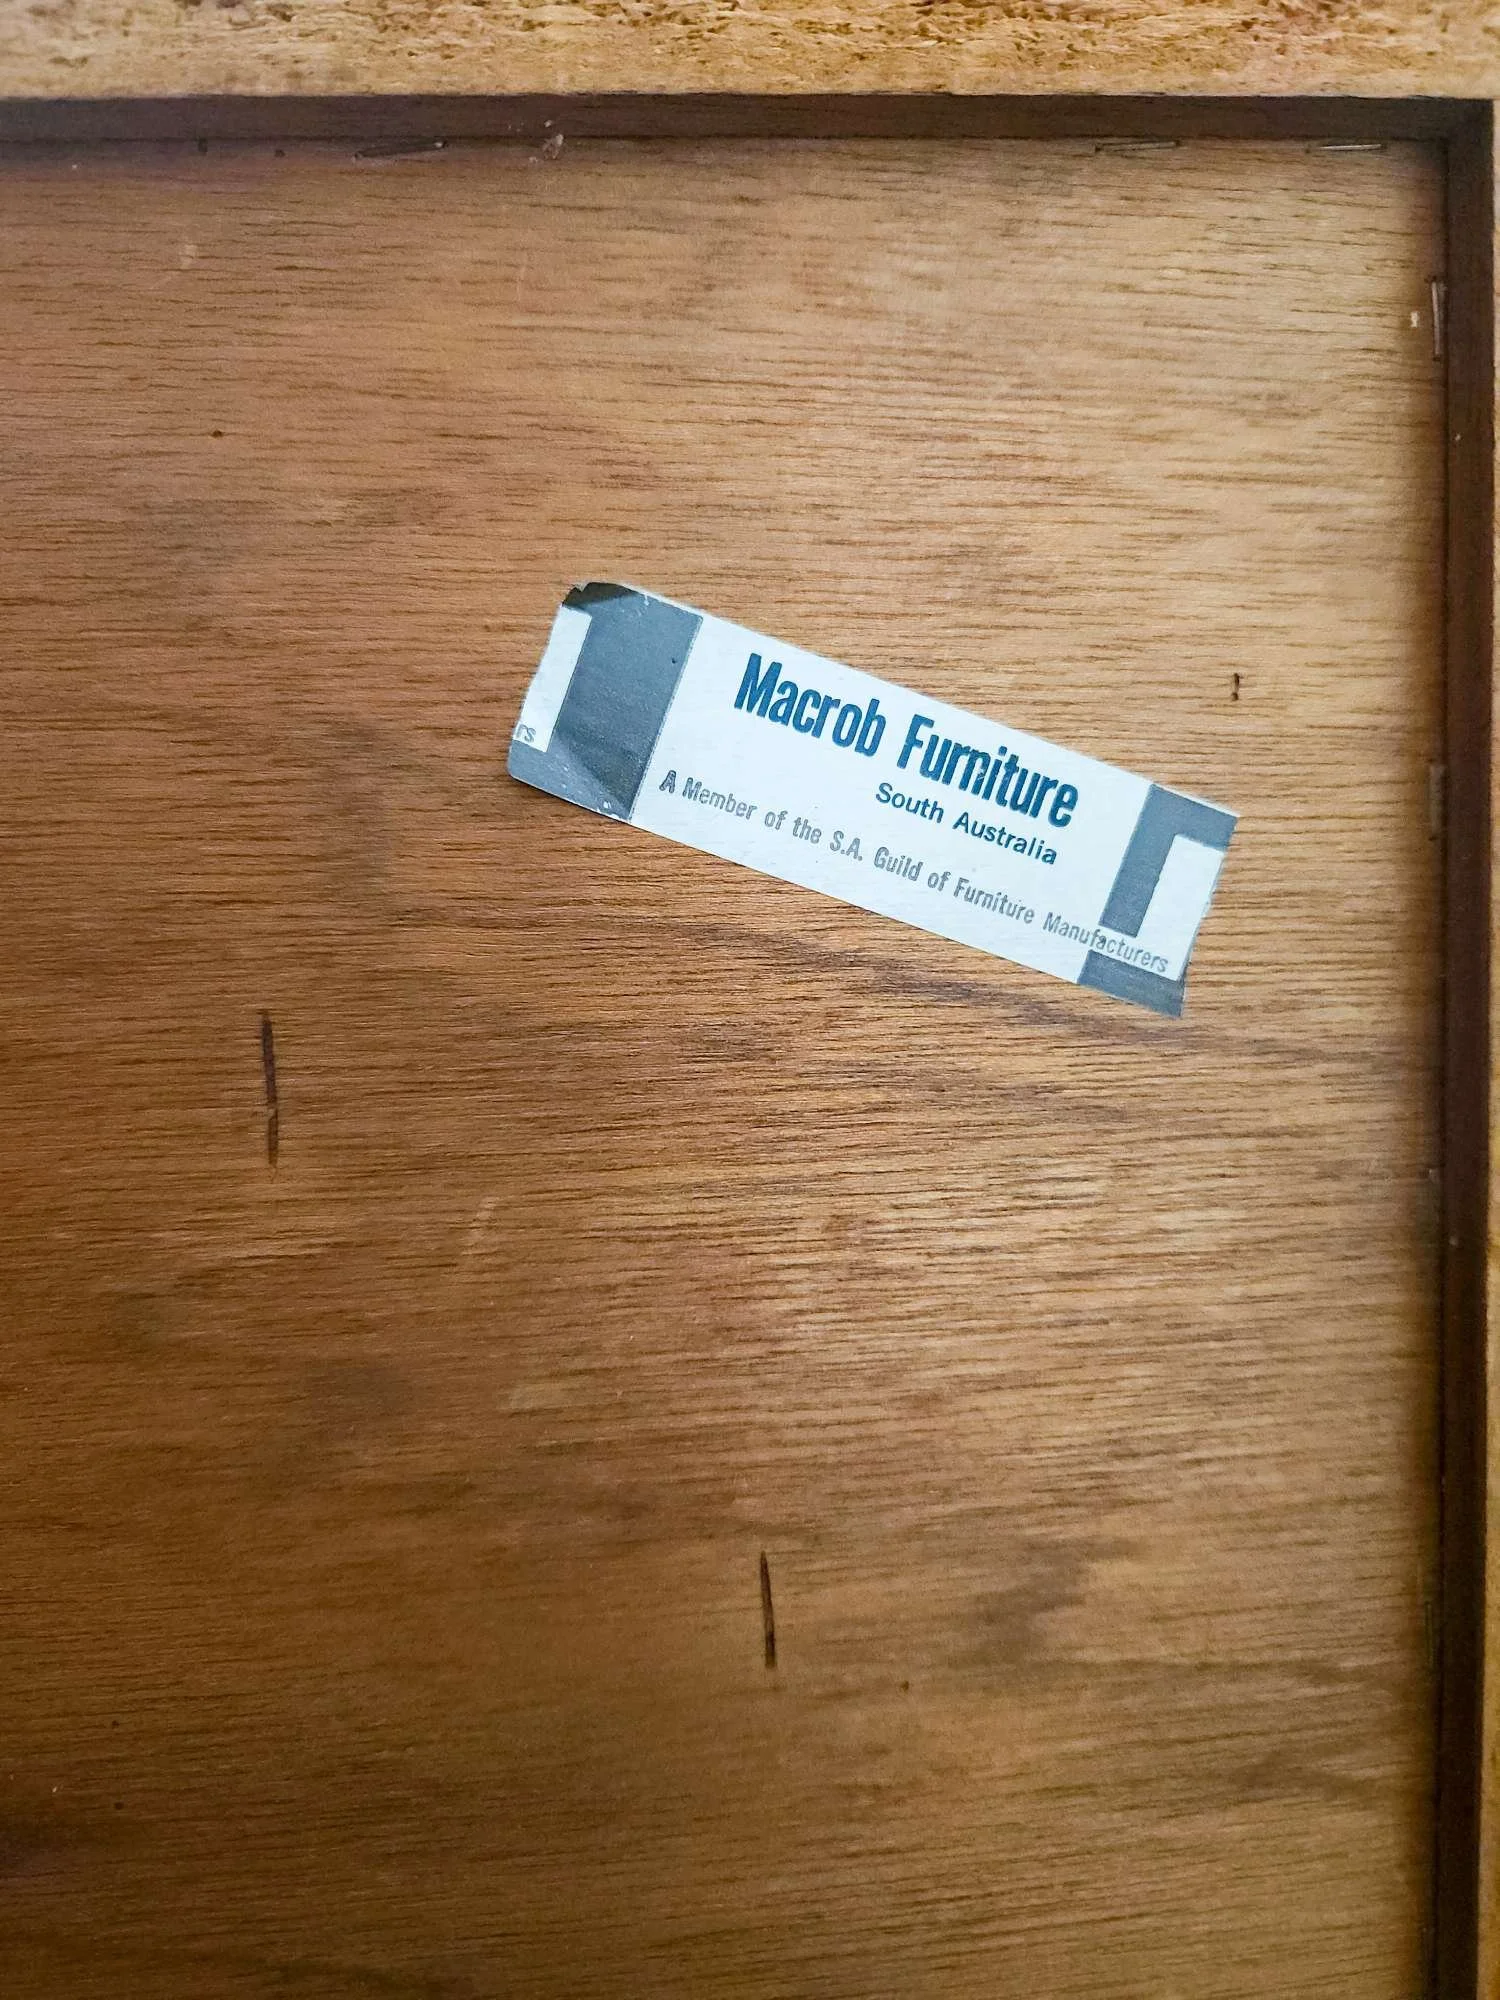 Macrob Furniture
South Australia
A Member of the S.A. Guild of Furniture Manufacturers
rs